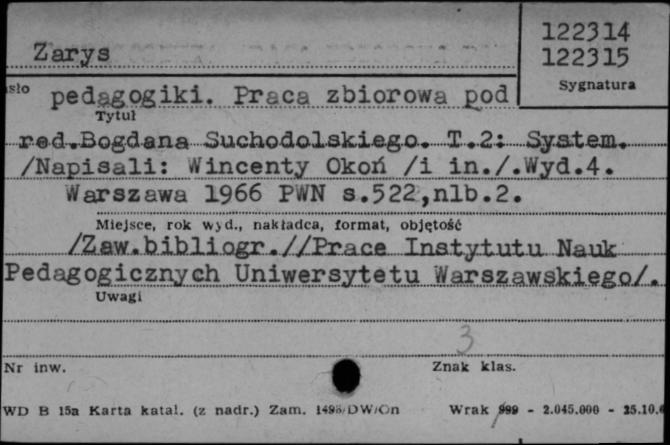 122314
Zarys
122315
sło
Sygnatura
pedagogiki. Praca zbiorowa pod
Tytuł
red.Bogdana Suchodolskiego. T.2: System.
/Napisali: Wincenty Okoń /i in./.Wyd.4.
Warszawa 1966 PWN s.522,nlb.2.
Miejsce, rok wyd., nakładca, format, objętość
/Zaw.bibliogr.//Prace Instytutu Nauk
Pedagogicznych Uniwersytetu Warszawskiego/.
Uwagi
3
Nr inw.
Znak klas.
WD B 15a Karta katal. (z nadr.) Zam. 1498/DW/On Wrak 999 - 2.045.000 - 25.10.6